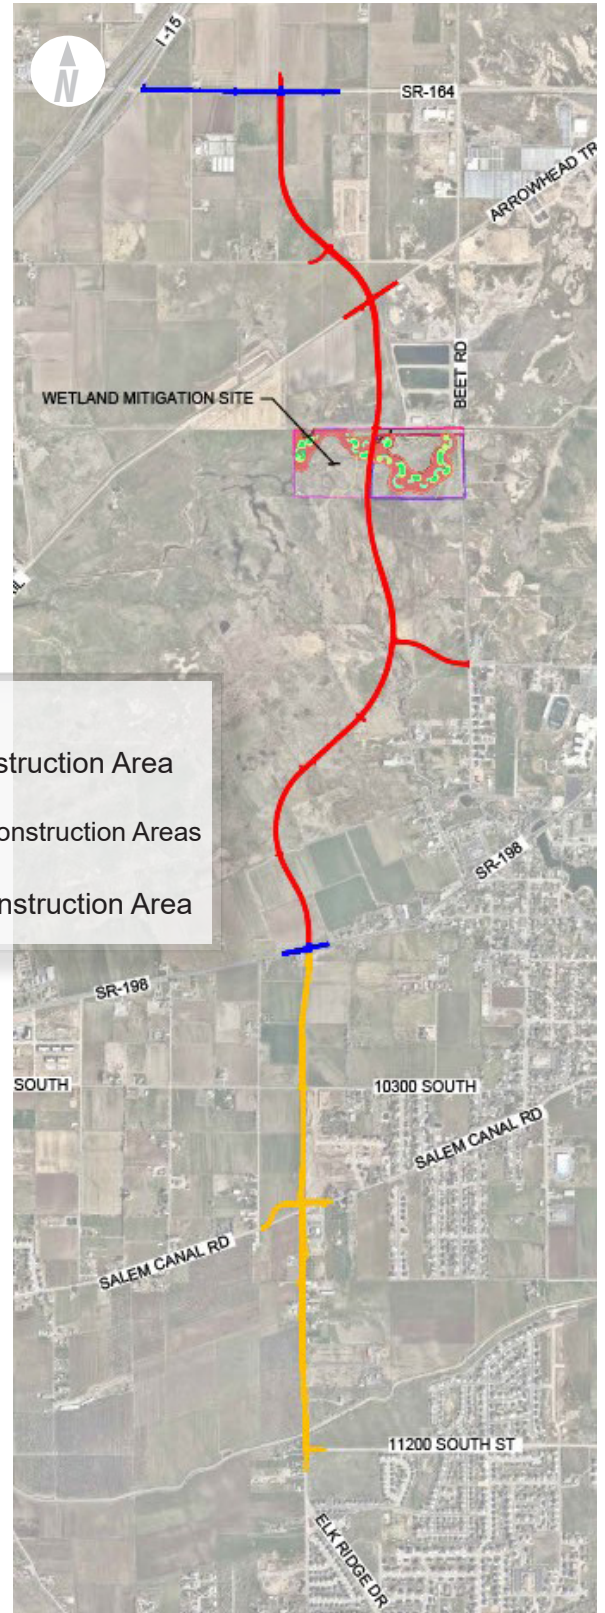 I-15
N
SR-164
ARROWHEAD TR
BEET RD
WETLAND MITIGATION SITE
struction Area
onstruction Areas
nstruction Area
SR-198
SR-198
SOUTH
10300 SOUTH
SALEM CANAL RD
SALEM CANAL RD
11200 SOUTH ST
ELK RIDGE DR